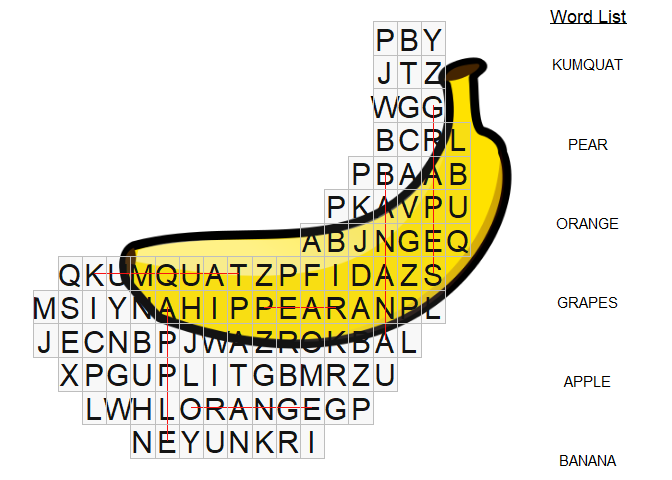 Word List
PBY
JTZ
KUMQUAT
WGG
BCRL
PEAR
PBAAB
PKAVPU
ORANGE
ABJNGEQ
QKUMQUATZPFIDAZS
GRAPES
MSIYNAHIPPEARANPL
JECNBPJWAZROKBAL
XPGUPLITGBMRZU
APPLE
LWHLORANGEGP
NEYUNKRI
BANANA